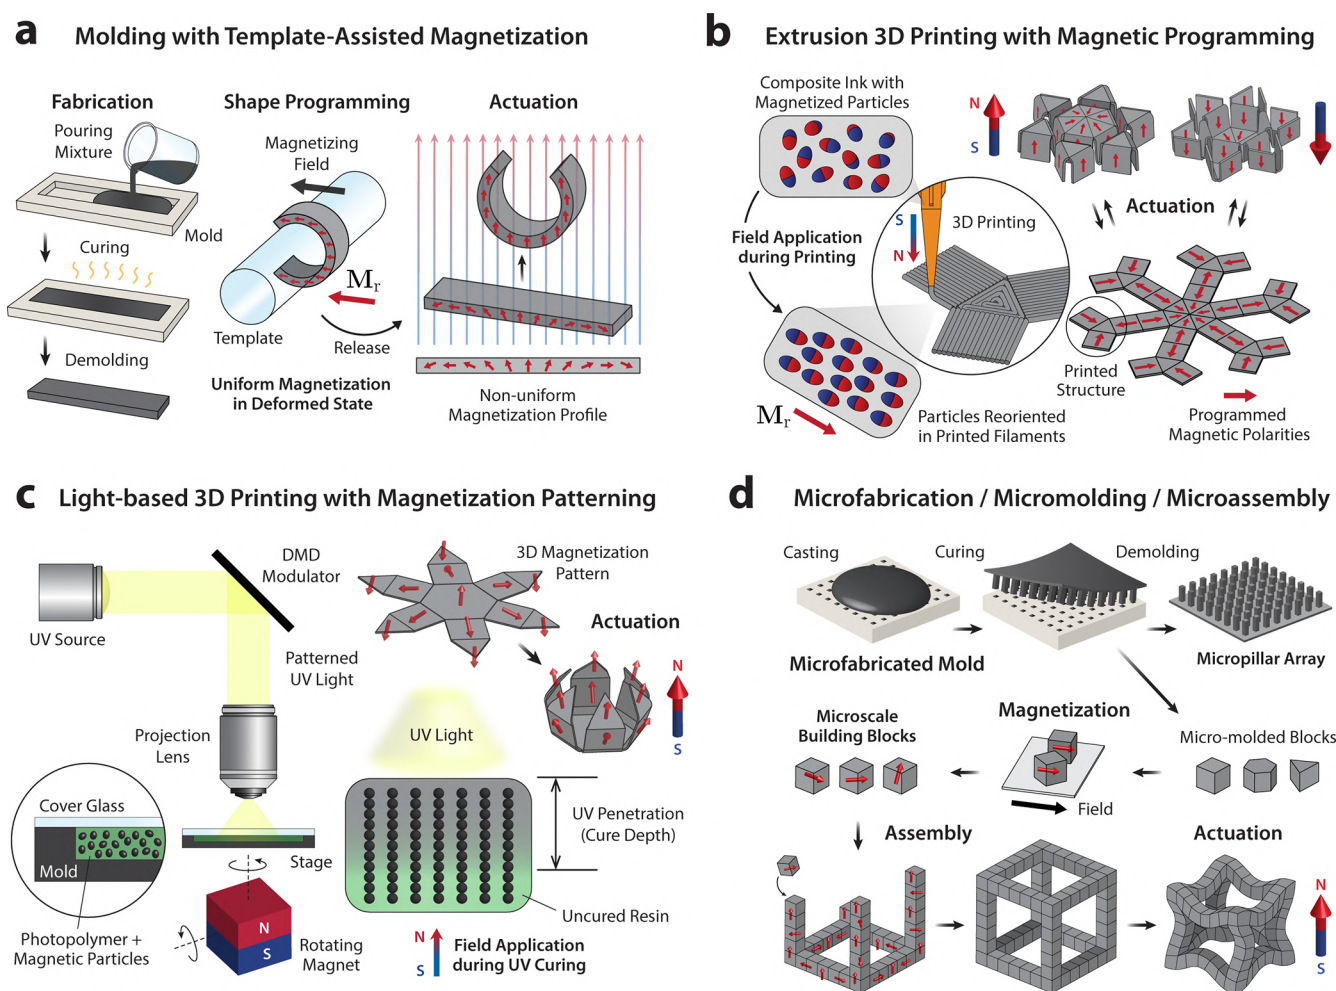 a
Molding with Template-Assisted Magnetization
Fabrication
Pouring
Mixture
Mold
Curing
Demolding
Shape Programming
Magnetizing
Field
Template
Mr
Release
Uniform Magnetization
in Deformed State
Actuation
Non-uniform
Magnetization Profile
b
Extrusion 3D Printing with Magnetic Programming
Composite Ink with
Magnetized Particles
N
S
Field Application
during Printing
S
N
3D Printing
Actuation
Printed
Structure
Mr
Particles Reoriented
in Printed Filaments
Programmed
Magnetic Polarities
c
Light-based 3D Printing with Magnetization Patterning
DMD
Modulator
UV Source
Patterned
UV Light
Projection
Lens
Cover Glass
Mold
Stage
Photopolymer +
Magnetic Particles
N
S
Rotating
Magnet
3D Magnetization
Pattern
Actuation
N
S
UV Light
UV Penetration
(Cure Depth)
Uncured Resin
N
S
Field Application
during UV Curing
d
Microfabrication / Micromolding / Microassembly
Casting
Curing
Demolding
Microfabricated Mold
Micropillar Array
Microscale
Building Blocks
Magnetization
Field
Micro-molded Blocks
Assembly
Actuation
N
S